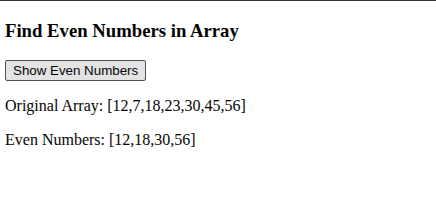 Find Even Numbers in Array
Show Even Numbers
Original Array: [12,7,18,23,30,45,56]
Even Numbers: [12,18,30,56]